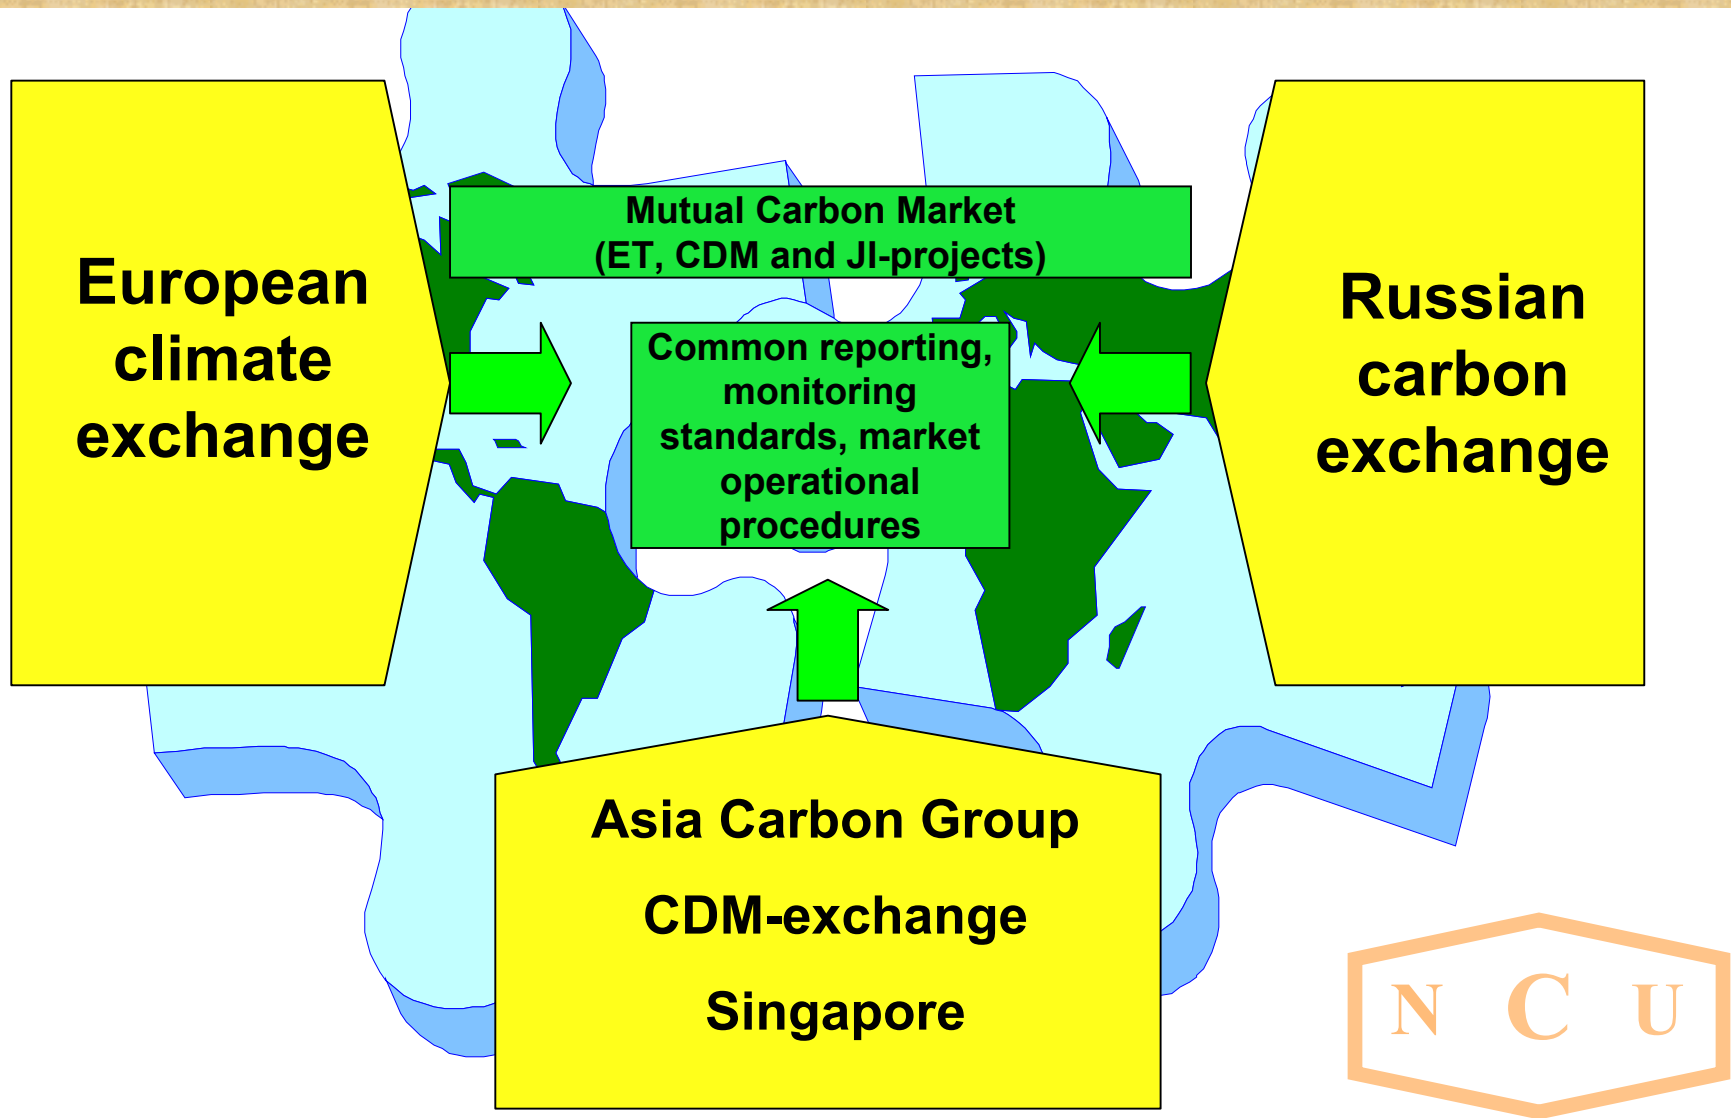 Mutual Carbon Market
(ET, CDM and JI-projects)
European
climate
exchange
Common reporting,
monitoring
standards, market
operational
procedures
Russian
carbon
exchange
Asia Carbon Group
CDM-exchange
Singapore
N C U